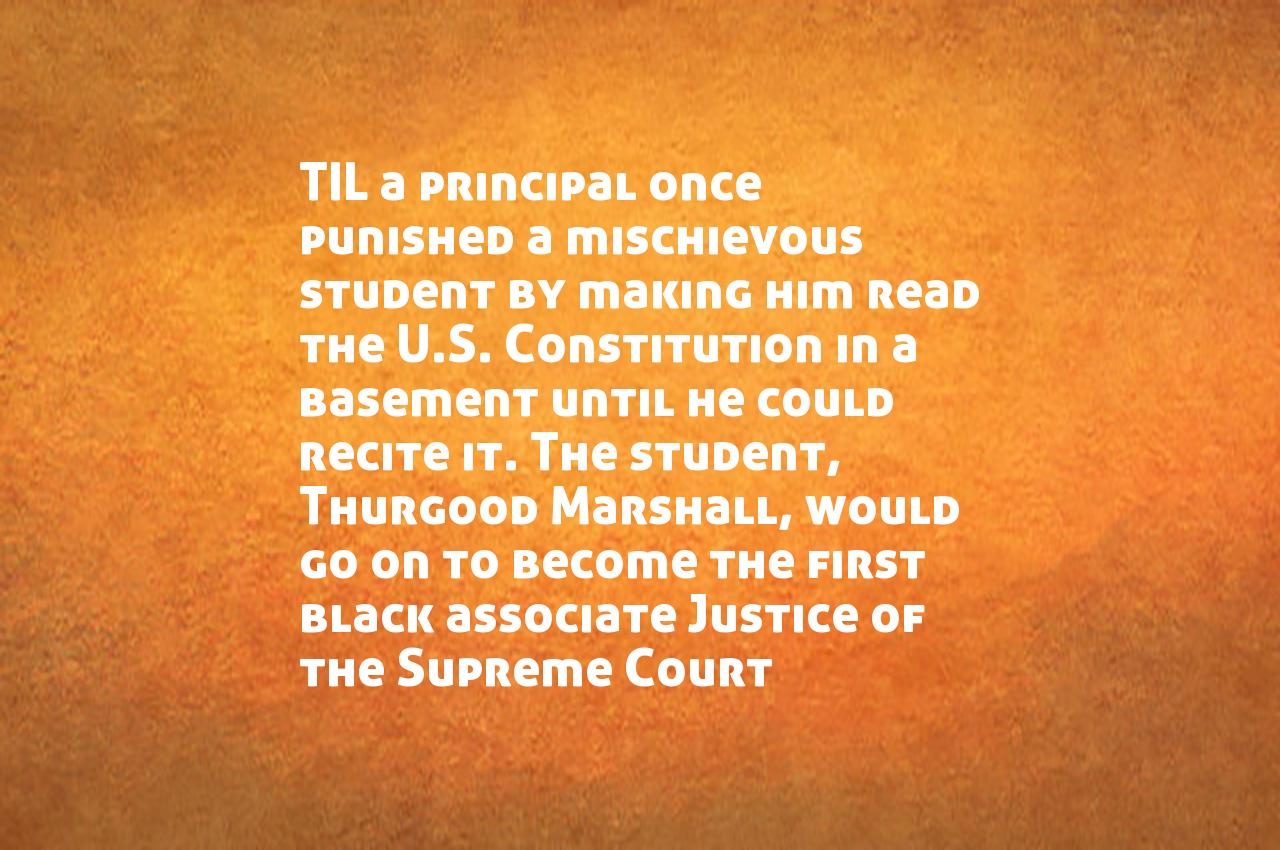 TIL a principal once
punished a mischievous
student by making him read
the U.S. Constitution in a
basement until he could
recite it. The student,
Thurgood Marshall, would
go on to become the first
black associate Justice of
the Supreme Court